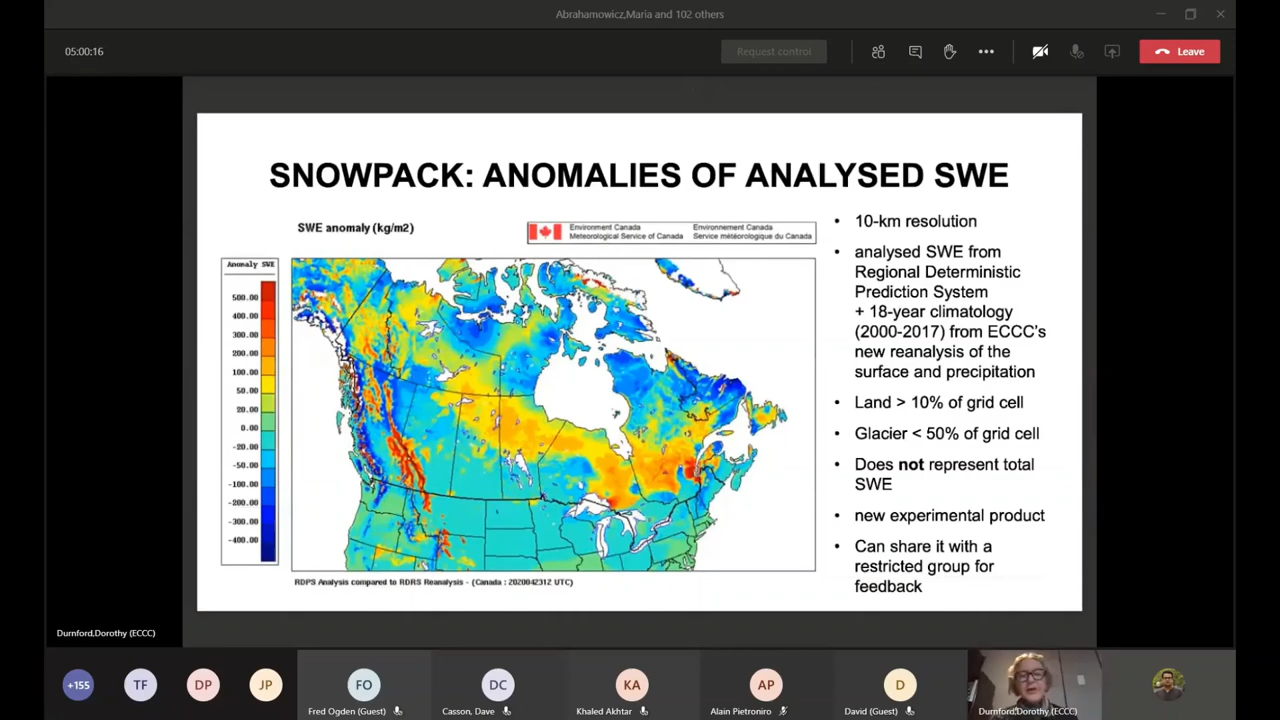 Abrahamowicz,Maria and 102 others
05:00:16
Request control
Leave
SNOWPACK: ANOMALIES OF ANALYSED SWE
SWE anomaly (kg/m2)
Environment Canada
Meteorological Service of Canada
Environnement Canada
Service météorologique du Canada
Anomaly SWE
500.00
400.00
300.00
200.00
100.00
50.00
20.00
0.00
-20.00
-50.00
-100.00
-200.00
-300.00
-400.00
RDPS Analysis compared to RDRS Reanalysis - (Canada : 2020042312 UTC)
• 10-km resolution
• analysed SWE from
Regional Deterministic
Prediction System
+ 18-year climatology
(2000-2017) from ECCC's
new reanalysis of the
surface and precipitation
• Land > 10% of grid cell
• Glacier < 50% of grid cell
• Does not represent total
SWE
• new experimental product
• Can share it with a
restricted group for
feedback
Durnford,Dorothy (ECCC)
+155
TF
DP
JP
FO
Fred Ogden (Guest)
DC
Casson, Dave
KA
Khaled Akhtar
AP
Alain Pietroniro
D
David (Guest)
Durnford,Dorothy (ECCC)